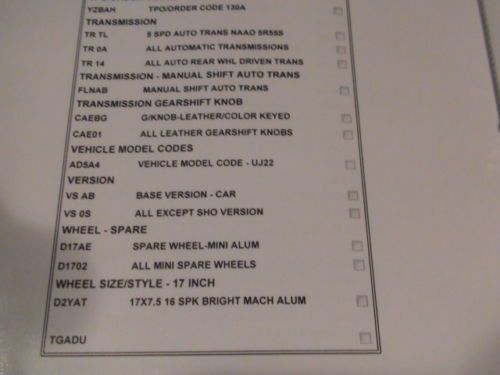 YZBAH TPO/ORDER CODE 130A
TRANSMISSION
TR TL 5 SPD AUTO TRANS NAAO 5R55S
TR 0A ALL AUTOMATIC TRANSMISSIONS
TR 14 ALL AUTO REAR WHL DRIVEN TRANS
TRANSMISSION - MANUAL SHIFT AUTO TRANS
FLNAB MANUAL SHIFT AUTO TRANS
TRANSMISSION GEARSHIFT KNOB
CAEBG G/KNOB-LEATHER/COLOR KEYED
CAE01 ALL LEATHER GEARSHIFT KNOBS
VEHICLE MODEL CODES
AD5A4 VEHICLE MODEL CODE - UJ22
VERSION
VS AB BASE VERSION - CAR
VS 0S ALL EXCEPT SHO VERSION
WHEEL - SPARE
D17AE SPARE WHEEL-MINI ALUM
D1702 ALL MINI SPARE WHEELS
WHEEL SIZE/STYLE - 17 INCH
D2YAT 17X7.5 16 SPK BRIGHT MACH ALUM
TGADU